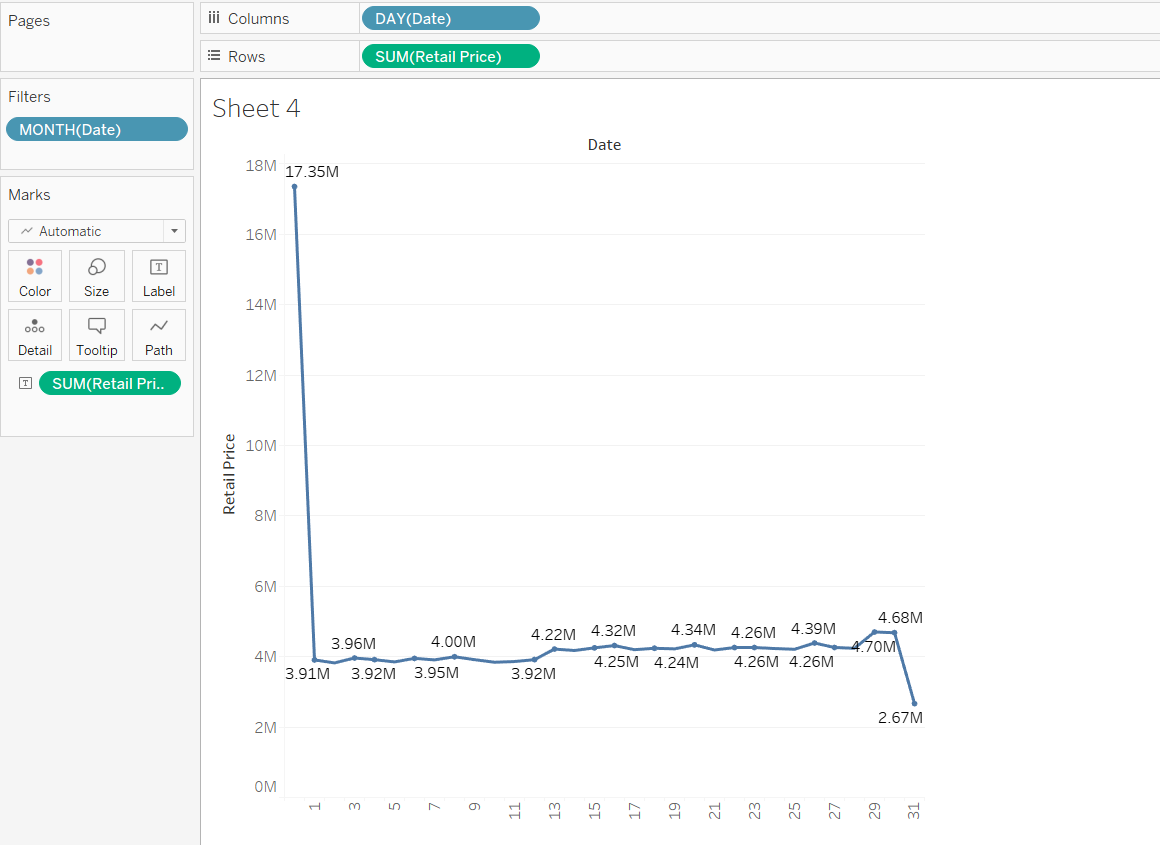 Pages
Columns
DAY(Date)
Rows
SUM(Retail Price)
Filters
MONTH(Date)
Marks
Automatic
Color
Size
Label
Detail
Tooltip
Path
SUM(Retail Pri..
Sheet 4
Date
Retail Price
18M
16M
14M
12M
10M
8M
6M
4M
2M
0M
17.35M
3.91M
3.96M
3.92M
3.95M
4.00M
3.92M
4.22M
4.25M
4.32M
4.24M
4.34M
4.26M
4.26M
4.26M
4.39M
4.70M
4.68M
2.67M
1 3 5 7 9 11 13 15 17 19 21 23 25 27 29 31